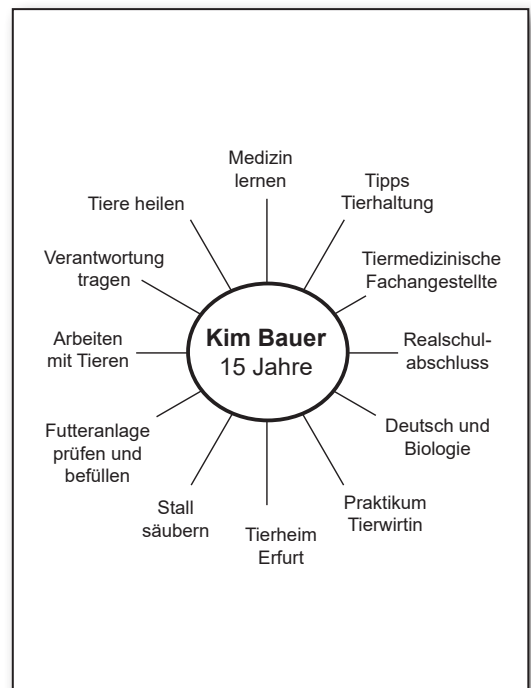 Medizin
lernen
Tipps
Tierhaltung
Tiermedizinische
Fachangestellte
Realschul-
abschluss
Deutsch und
Biologie
Praktikum
Tierwirtin
Tierheim
Erfurt
Stall
säubern
Futteranlage
prüfen und
befüllen
Arbeiten
mit Tieren
Verantwortung
tragen
Tiere heilen
Kim Bauer
15 Jahre